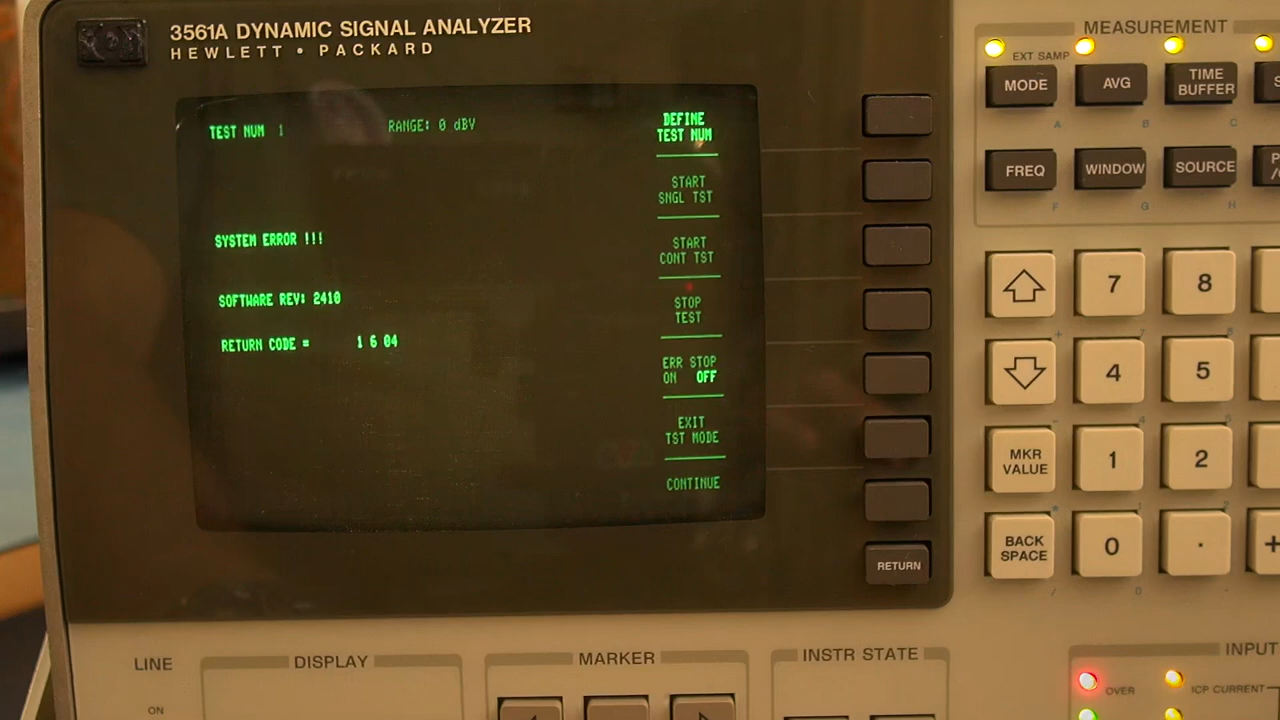 3561A DYNAMIC SIGNAL ANALYZER
HEWLETT • PACKARD
TEST NUM 1
RANGE: 0 dBV
SYSTEM ERROR !!!
SOFTWARE REV: 2410
RETURN CODE = 1 6 04
DEFINE
TEST NUM
START
SNGL TST
START
CONT TST
STOP
TEST
ERR STOP
ON OFF
EXIT
TST MODE
CONTINUE
RETURN
MEASUREMENT
EXT SAMP
MODE
AVG
TIME
BUFFER
A
B
C
FREQ
WINDOW
SOURCE
F
G
H
7
8
4
5
MKR
VALUE
1
2
BACK
SPACE
0
.
+
LINE
ON
DISPLAY
MARKER
INSTR STATE
INPUT
OVER
ICP CURRENT